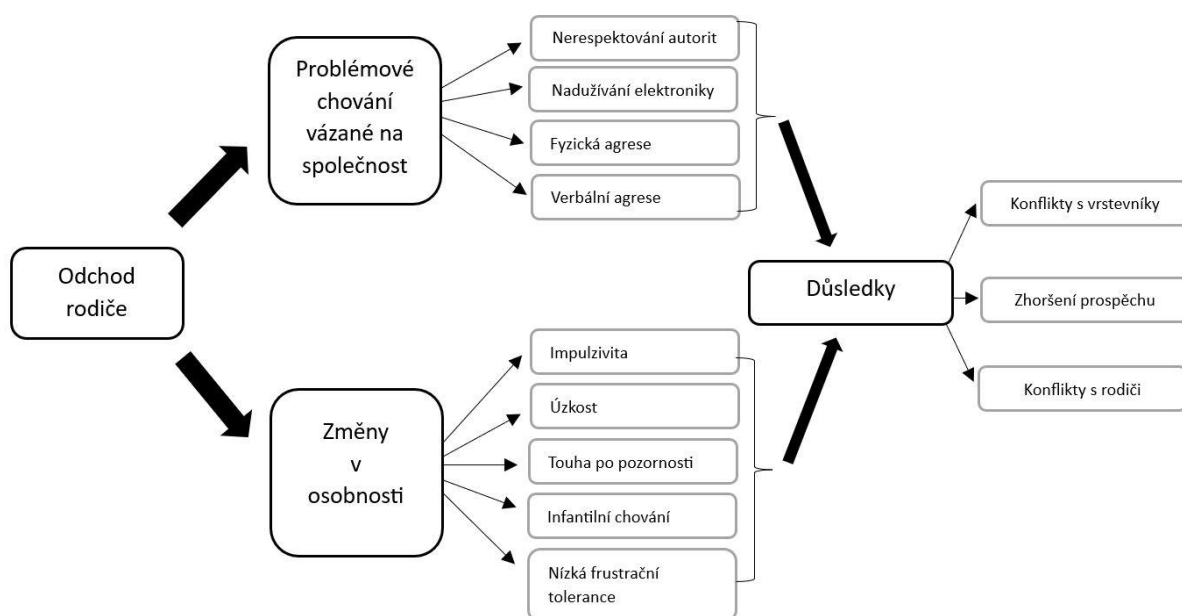 Odchod
rodiče
Problémové
chování
vázané na
společnost
Nerespektování autorit
Nadužívání elektroniky
Fyzická agrese
Verbální agrese
Změny
v
osobnosti
Impulzivita
Úzkost
Touha po pozornosti
Infantilní chování
Nízká frustrační
tolerance
Důsledky
Konflikty s vrstevníky
Zhoršení prospěchu
Konflikty s rodiči